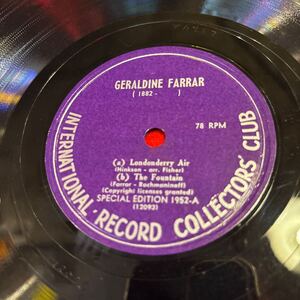 GERALDINE FARRAR
( 1882 - )
78 RPM
(a) Londonderry Air
(Hinkson - arr. Fisher)
(b) The Fountain
(Farrar - Rachmaninoff)
(Copyright licenses granted)
SPECIAL EDITION 1952-A
(12093)
INTERNATIONAL · RECORD COLLECTORS CLUB